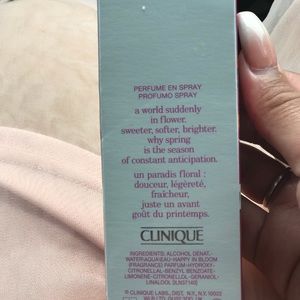 PERFUME EN SPRAY
PROFUMO SPRAY
a world suddenly
in flower.
sweeter, softer, brighter.
why spring
is the season
of constant anticipation.
un paradis floral :
douceur, légèreté,
fraîcheur,
juste un avant
goût du printemps.
CLINIQUE
INGREDIENTS: ALCOHOL DENAT.•
WATER\AQUA\EAU•HAPPY IN BLOOM
(FRAGRANCE) PARFUM•HYDROXY-
CITRONELLAL•BENZYL BENZOATE•
LIMONENE•CITRONELLOL•GERANIOL•
LINALOOL [ILN57140]
© CLINIQUE LABS., DIST. NY., N.Y. 10022